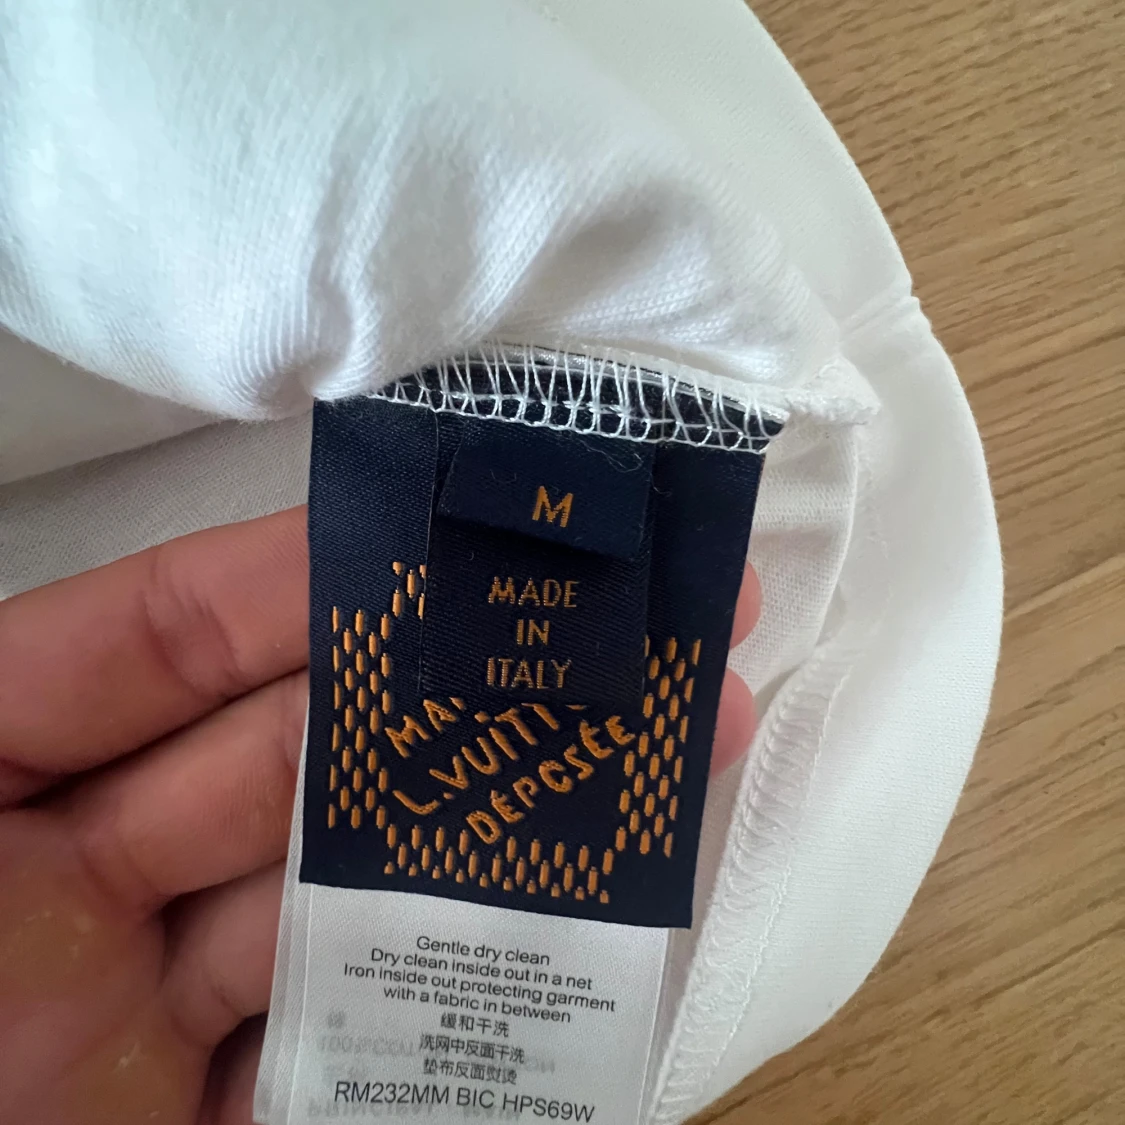 M
MADE
IN
ITALY
L.VUITT
DÉPOSÉE
Gentle dry clean
Dry clean inside out in a net
Iron inside out protecting garment
with a fabric in between
缓和干洗
洗网中反面干洗
垫布反面熨烫
RM232MM BIC HPS69W